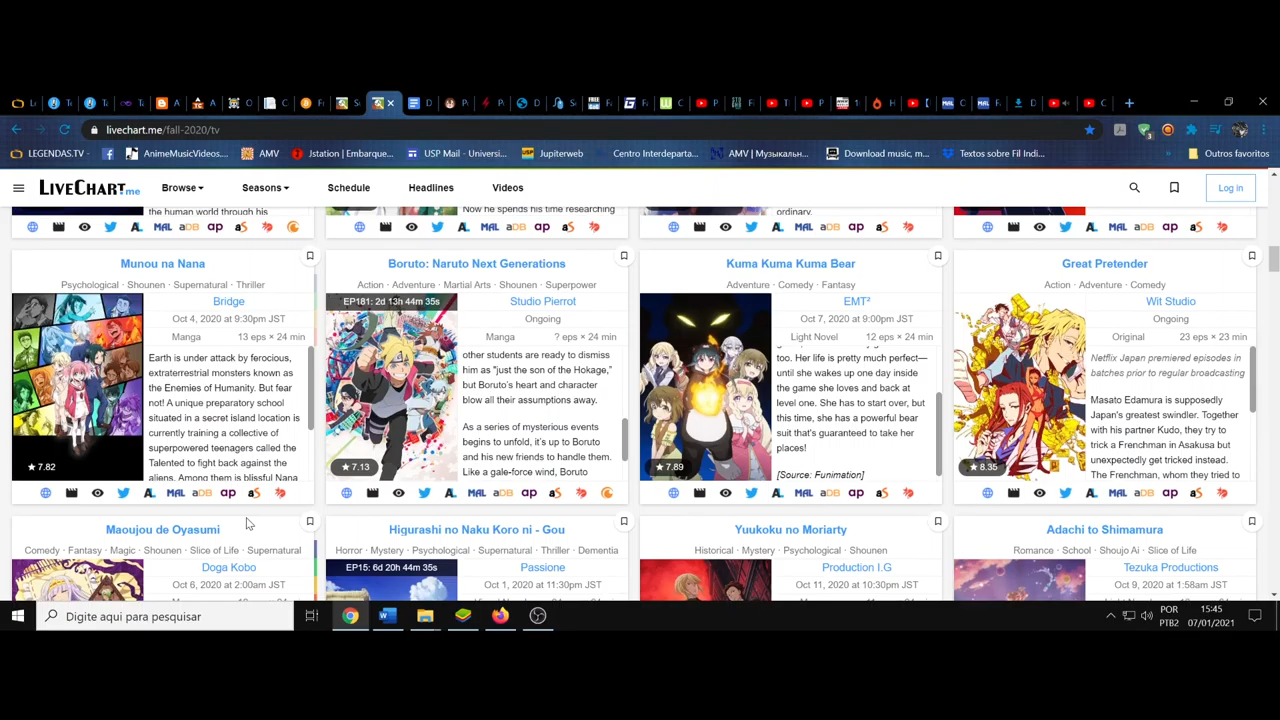 livechart.me/fall-2020/tv
LEGENDAS.TV
AnimeMusicVideos....
AMV
Jstation | Embarque...
USP Mail - Universi...
Jupiterweb
Centro Interdeparta...
AMV | Музыкальн...
Download music, m...
Textos sobre Fil Indi...
Outros favoritos
LIVECHART.me
Browse
Seasons
Schedule
Headlines
Videos
Log in
the human world through his
Now he spends his time researching
ordinary.
Munou na Nana
Psychological · Shounen · Supernatural · Thriller
Bridge
Oct 4, 2020 at 9:30pm JST
Manga 13 eps × 24 min
Earth is under attack by ferocious,
extraterrestrial monsters known as
the Enemies of Humanity. But fear
not! A unique preparatory school
situated in a secret island location is
currently training a collective of
superpowered teenagers called the
Talented to fight back against the
aliens. Among them is blissful Nana
7.82
Boruto: Naruto Next Generations
Action · Adventure · Martial Arts · Shounen · Superpower
EP181: 2d 13h 44m 35s
Studio Pierrot
Ongoing
Manga ? eps × 24 min
other students are ready to dismiss
him as "just the son of the Hokage,"
but Boruto's heart and character
blow all their assumptions away.
As a series of mysterious events
begins to unfold, it's up to Boruto
and his new friends to handle them.
Like a gale-force wind, Boruto
7.13
Kuma Kuma Kuma Bear
Adventure · Comedy · Fantasy
EMT²
Oct 7, 2020 at 9:00pm JST
Light Novel 12 eps × 24 min
too. Her life is pretty much perfect—
until she wakes up one day inside
the game she loves and back at
level one. She has to start over, but
this time, she has a powerful bear
suit that's guaranteed to take her
places!
[Source: Funimation]
7.89
Great Pretender
Action · Adventure · Comedy
Wit Studio
Ongoing
Original 23 eps × 23 min
Netflix Japan premiered episodes in
batches prior to regular broadcasting
Masato Edamura is supposedly
Japan's greatest swindler. Together
with his partner Kudo, they try to
trick a Frenchman in Asakusa but
unexpectedly get tricked instead.
The Frenchman, whom they tried to
8.35
MAL aDB ap aS
MAL aDB ap aS
MAL aDB ap aS
MAL aDB ap aS
Maoujou de Oyasumi
Comedy · Fantasy · Magic · Shounen · Slice of Life · Supernatural
Doga Kobo
Oct 6, 2020 at 2:00am JST
Higurashi no Naku Koro ni - Gou
Horror · Mystery · Psychological · Supernatural · Thriller · Dementia
EP15: 6d 20h 44m 35s
Passione
Oct 1, 2020 at 11:30pm JST
Yuukoku no Moriarty
Historical · Mystery · Psychological · Shounen
Production I.G
Oct 11, 2020 at 10:30pm JST
Adachi to Shimamura
Romance · School · Shoujo Ai · Slice of Life
Tezuka Productions
Oct 9, 2020 at 1:58am JST
Digite aqui para pesquisar
POR
PTB2
15:45
07/01/2021